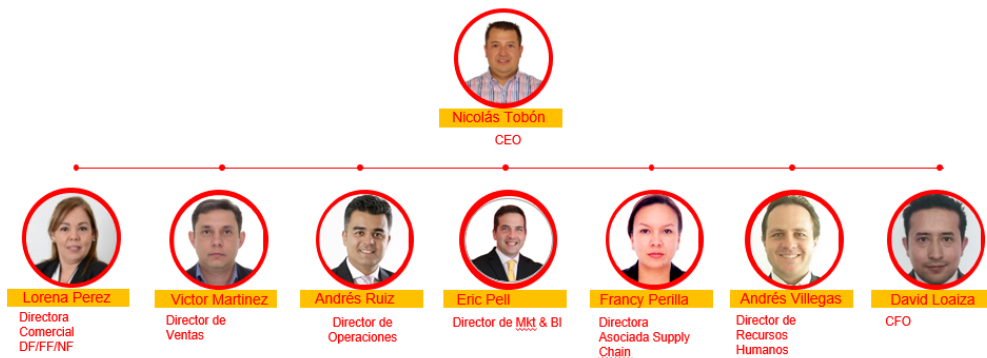 Nicolás Tobón
CEO
Lorena Perez
Directora
Comercial
DF/FF/NF
Victor Martinez
Director de
Ventas
Andrés Ruiz
Director de
Operaciones
Eric Pell
Director de Mkt & BI
Francy Perilla
Directora
Asociada Supply
Chain
Andrés Villegas
Director de
Recursos
Humanos
David Loaiza
CFO